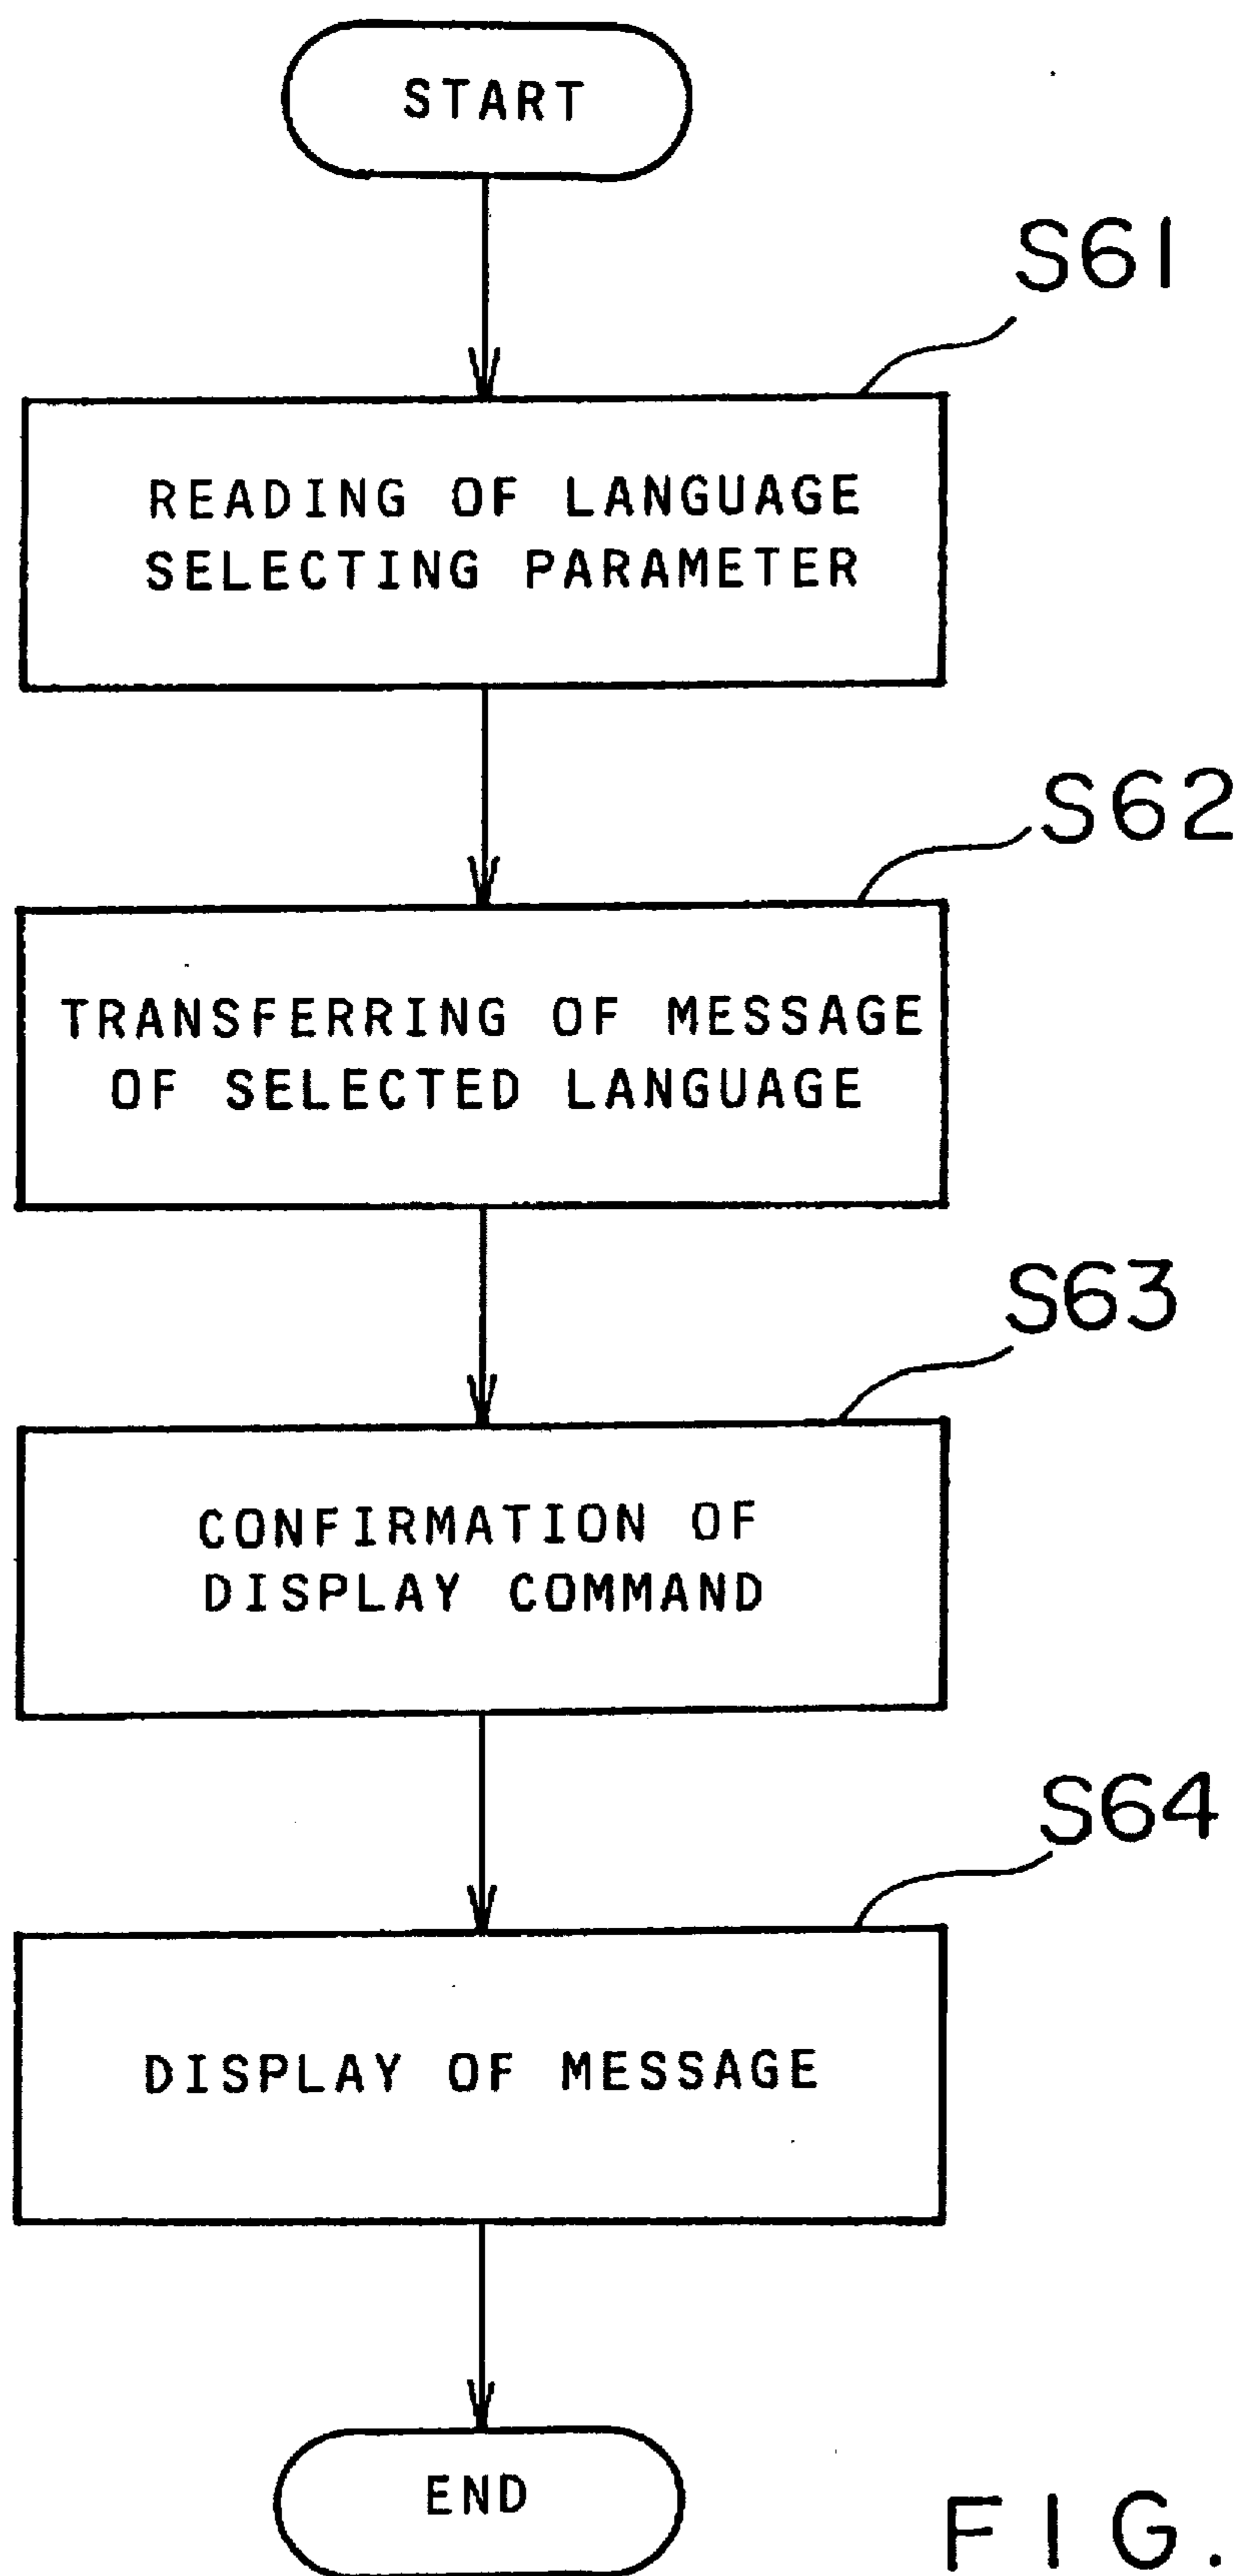 START
S61
READING OF LANGUAGE
SELECTING PARAMETER
S62
TRANSFERRING OF MESSAGE
OF SELECTED LANGUAGE
S63
CONFIRMATION OF
DISPLAY COMMAND
S64
DISPLAY OF MESSAGE
END
FIG.